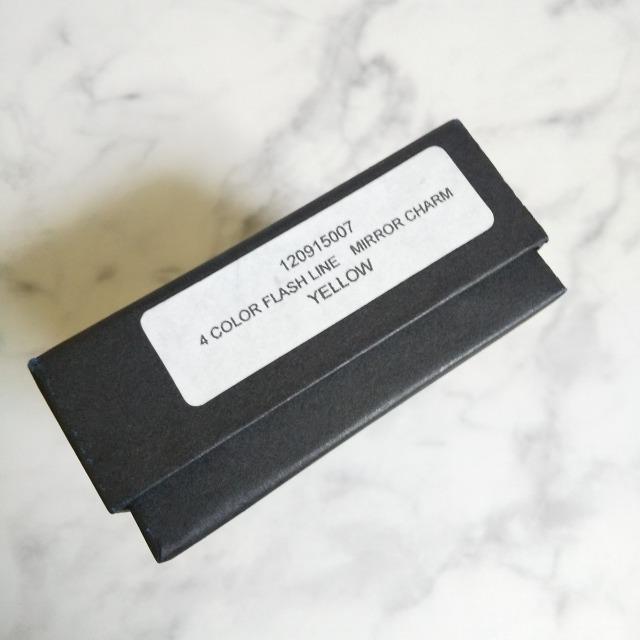 120915007
4 COLOR FLASH LINE MIRROR CHARM
YELLOW